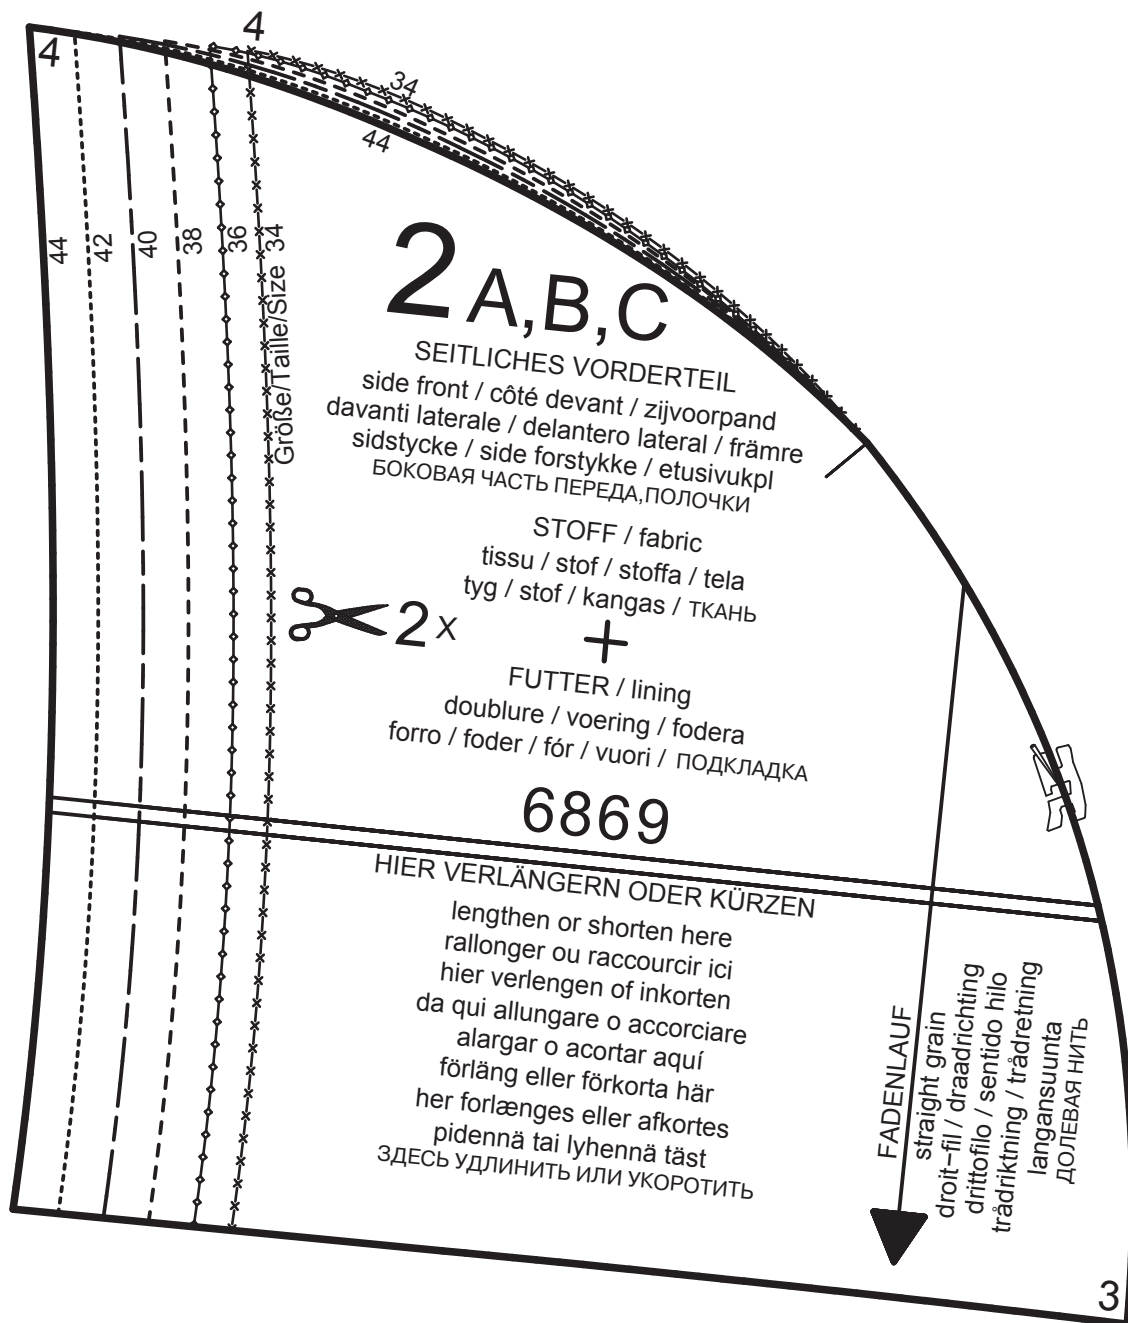 4
4
34
44
44
42
40
38
36
34
Größe/Taille/Size
2 A,B,C
SEITLICHES VORDERTEIL
side front / côté devant / zijvoorpand
davanti laterale / delantero lateral / främre
sidstycke / side forstykke / etusivukpl
БОКОВАЯ ЧАСТЬ ПЕРЕДА,ПОЛОЧКИ
STOFF / fabric
tissu / stof / stoffa / tela
tyg / stof / kangas / ТКАНЬ
2 x
+
FUTTER / lining
doublure / voering / fodera
forro / foder / fór / vuori / ПОДКЛАДКА
6869
HIER VERLÄNGERN ODER KÜRZEN
lengthen or shorten here
rallonger ou raccourcir ici
hier verlengen of inkorten
da qui allungare o accorciare
alargar o acortar aquí
förläng eller förkorta här
her forlænges eller afkortes
pidennä tai lyhennä täst
ЗДЕСЬ УДЛИНИТЬ ИЛИ УКОРОТИТЬ
FADENLAUF
straight grain
droit–fil / draadrichting
drittofilo / sentido hilo
trådriktning / trådretning
langansuunta
ДОЛЕВАЯ НИТЬ
3